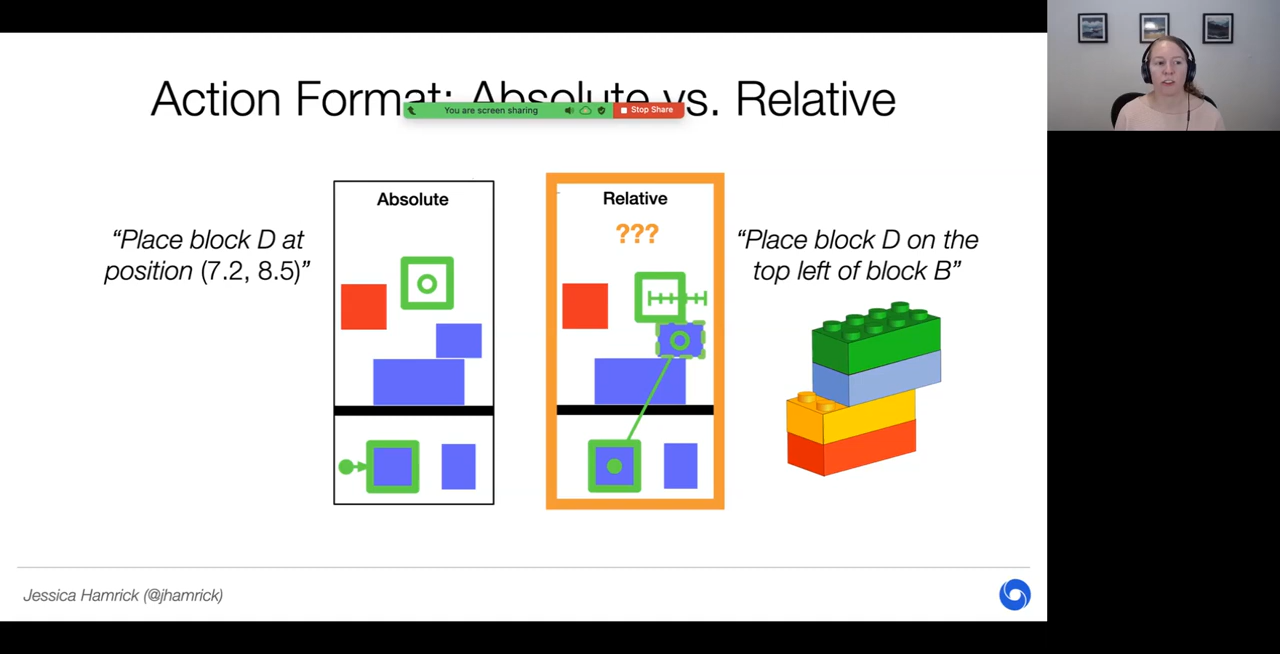 Action Format: Absolute vs. Relative
You are screen sharing
Stop Share
Absolute
Relative
???
“Place block D at
position (7.2, 8.5)”
“Place block D on the
top left of block B”
Jessica Hamrick (@jhamrick)